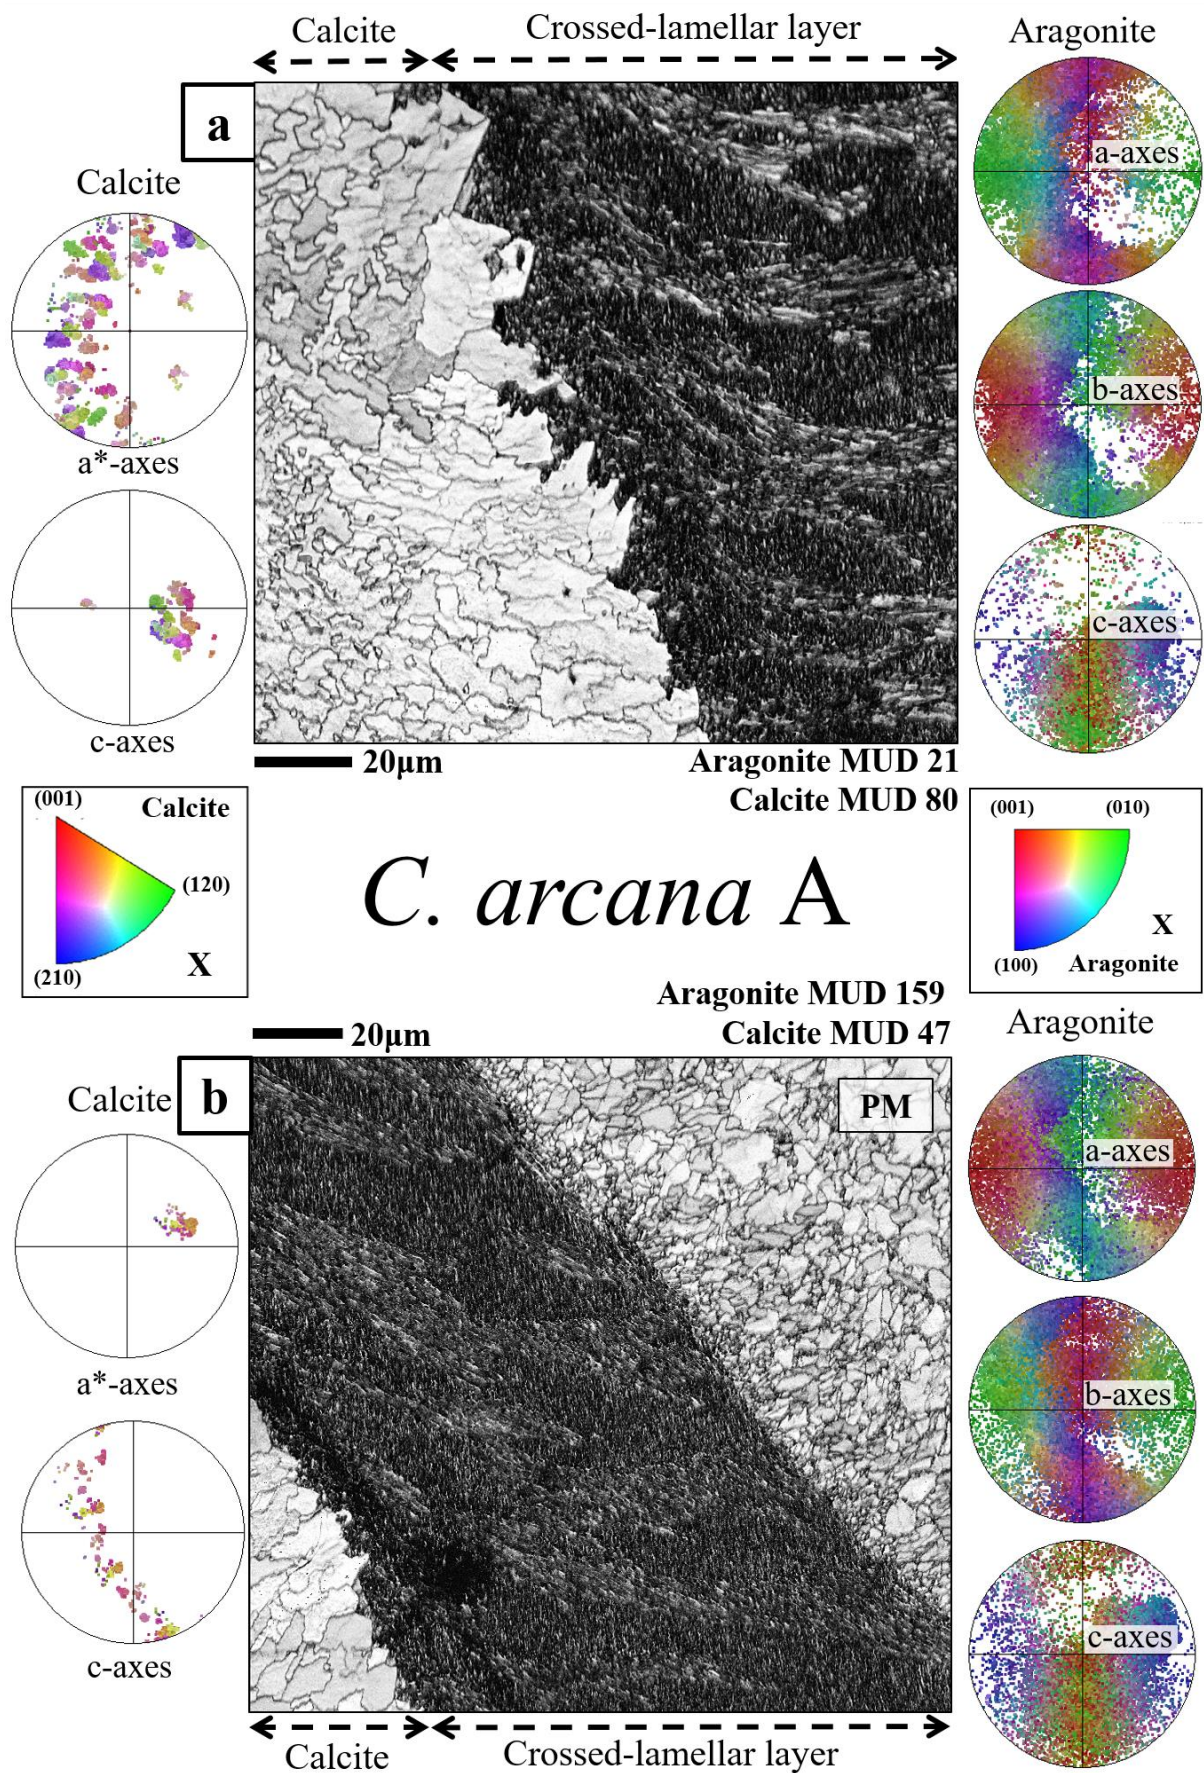 Calcite
Crossed-lamellar layer
Aragonite
a
a-axes
Calcite
a*-axes
b-axes
c-axes
c-axes
20μm
Aragonite MUD 21
Calcite MUD 80
(001)
Calcite
(120)
(210)
X
C. arcana A
(001)
(010)
X
(100)
Aragonite
Aragonite MUD 159
Calcite MUD 47
20μm
Aragonite
Calcite
b
PM
a-axes
a*-axes
b-axes
c-axes
c-axes
Calcite
Crossed-lamellar layer